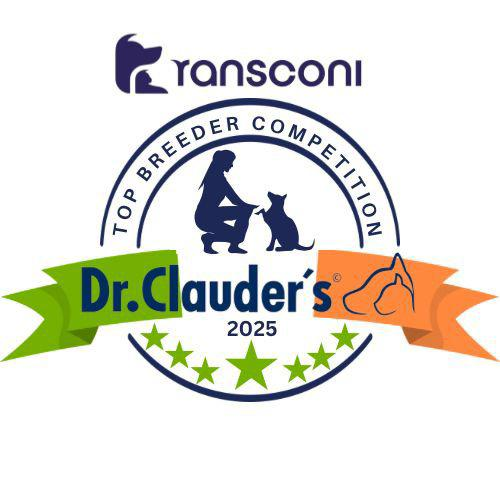 ransconi
TOP BREEDER COMPETITION
Dr.Clauder´s©
2025